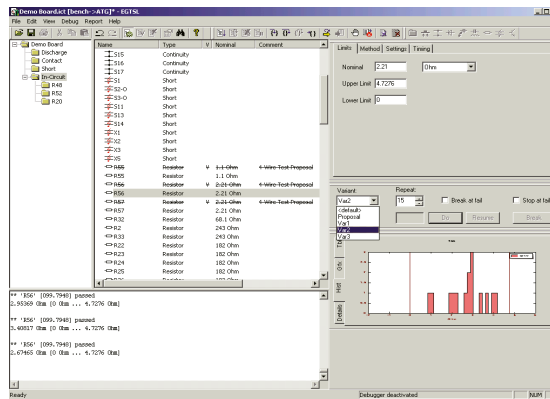 Demo Board.ict [bench->ATG]* - EGTSL
File Edit View Debug Report Help
Demo Board
Discharge
Contact
Short
In-Circuit
R48
R52
R20
Name Type V Nominal Comment
S15 Continuity
S16 Continuity
S17 Continuity
S1 Short
S2-O Short
S3-O Short
S11 Short
S13 Short
S14 Short
X1 Short
X2 Short
X3 Short
X5 Short
R55 Resistor V 1.1 Ohm 4-Wire Test Proposal
R55 Resistor 1.1 Ohm
R56 Resistor V 2.21 Ohm 4-Wire Test Proposal
R56 Resistor 2.21 Ohm
R57 Resistor V 2.21 Ohm 4-Wire Test Proposal
R57 Resistor 2.21 Ohm
R32 Resistor 68.1 Ohm
R2 Resistor 243 Ohm
R33 Resistor 243 Ohm
R22 Resistor 182 Ohm
R23 Resistor 182 Ohm
R24 Resistor 182 Ohm
R25 Resistor 182 Ohm
Limits Method Settings Timing
Nominal 2.21 Ohm
Upper Limit 4.7276
Lower Limit 0
Variant: Repeat:
Var2 15 Break at fail Stop at fail
<default>
Proposal
Var1
Var2
Var3
Do Resume Break
Tbl
Gfx
Hist
Details
** 'R56' [099.7948] passed
2.95369 Ohm [0 Ohm ... 4.7276 Ohm]
** 'R56' [099.7948] passed
3.40817 Ohm [0 Ohm ... 4.7276 Ohm]
** 'R56' [099.7948] passed
2.67465 Ohm [0 Ohm ... 4.7276 Ohm]
Ready Debugger deactivated NUM